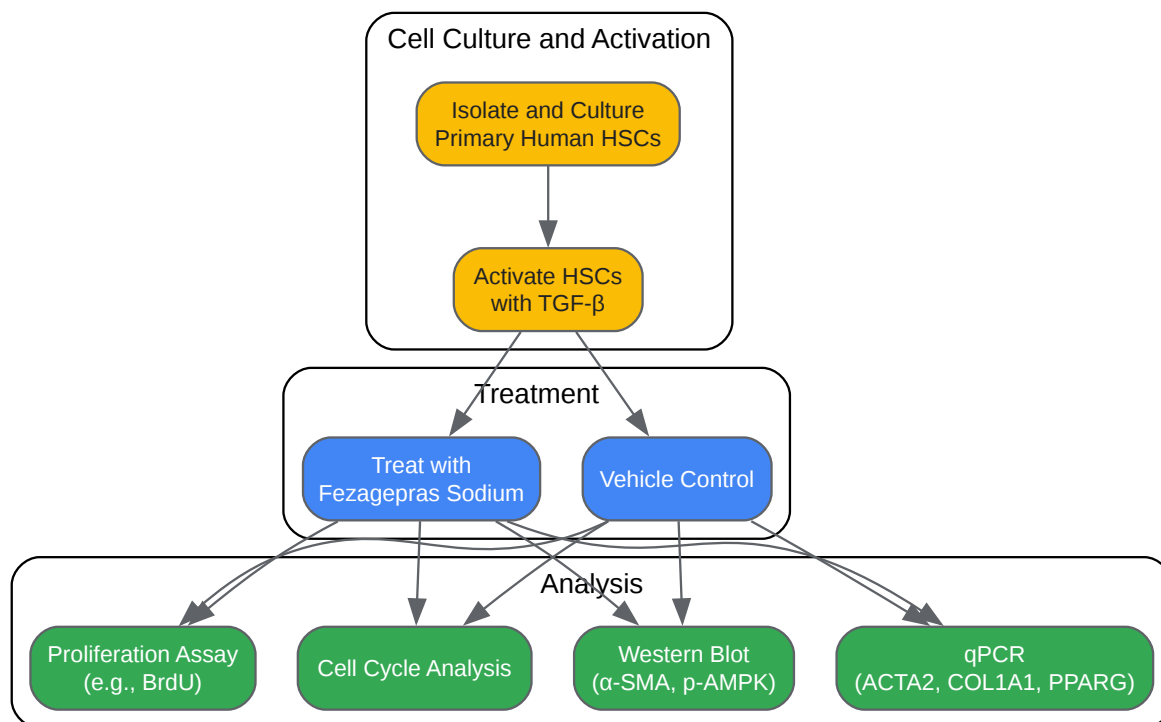 Cell Culture and Activation
Isolate and Culture
Primary Human HSCs
Activate HSCs
with TGF-β
Treatment
Treat with
Fezagepras Sodium
Vehicle Control
Analysis
Proliferation Assay
(e.g., BrdU)
Cell Cycle Analysis
Western Blot
(α-SMA, p-AMPK)
qPCR
(ACTA2, COL1A1, PPARG)